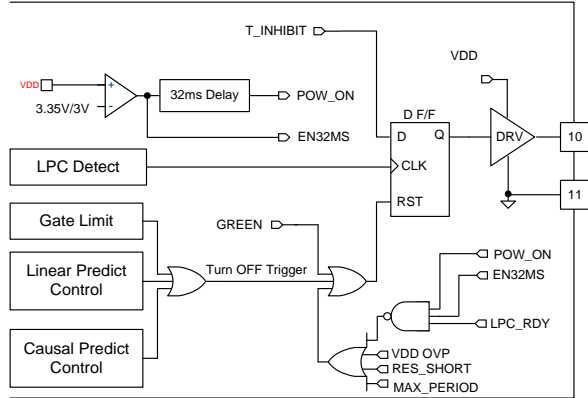 T_INHIBIT
VDD
VDD
+
-
3.35V/3V
32ms Delay
POW_ON
EN32MS
D F/F
D
Q
CLK
RST
DRV
10
11
LPC Detect
Gate Limit
GREEN
Linear Predict
Control
Turn OFF Trigger
Causal Predict
Control
POW_ON
EN32MS
LPC_RDY
VDD OVP
RES_SHORT
MAX_PERIOD